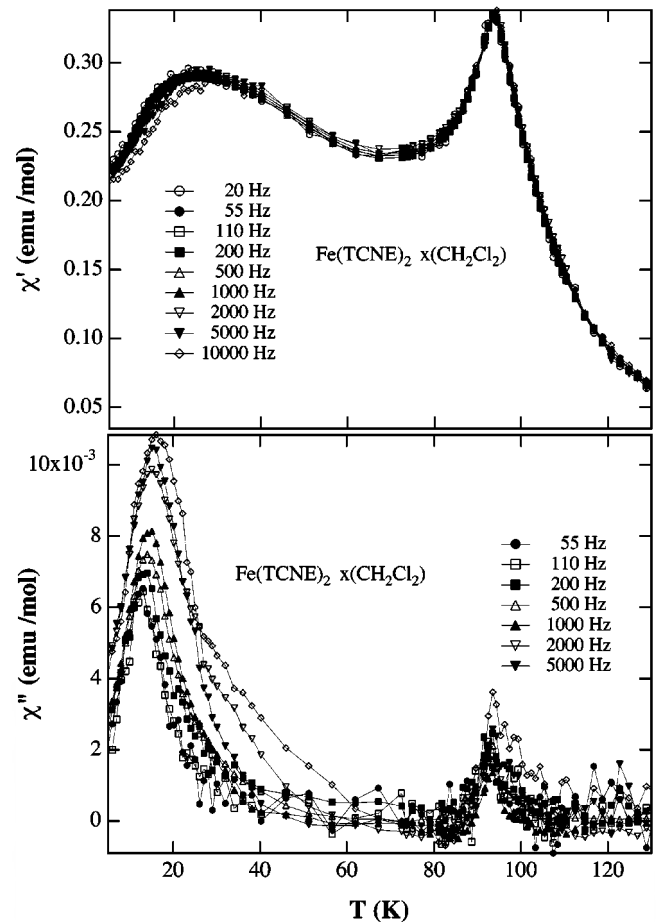 0.30
0.25
0.20
0.15
0.10
0.05
χ' (emu /mol)
20 Hz
55 Hz
110 Hz
200 Hz
500 Hz
1000 Hz
2000 Hz
5000 Hz
10000 Hz
Fe(TCNE)₂ x(CH₂Cl₂)
10x10⁻³
8
6
4
2
0
χ" (emu /mol)
Fe(TCNE)₂ x(CH₂Cl₂)
55 Hz
110 Hz
200 Hz
500 Hz
1000 Hz
2000 Hz
5000 Hz
20 40 60 80 100 120
T (K)